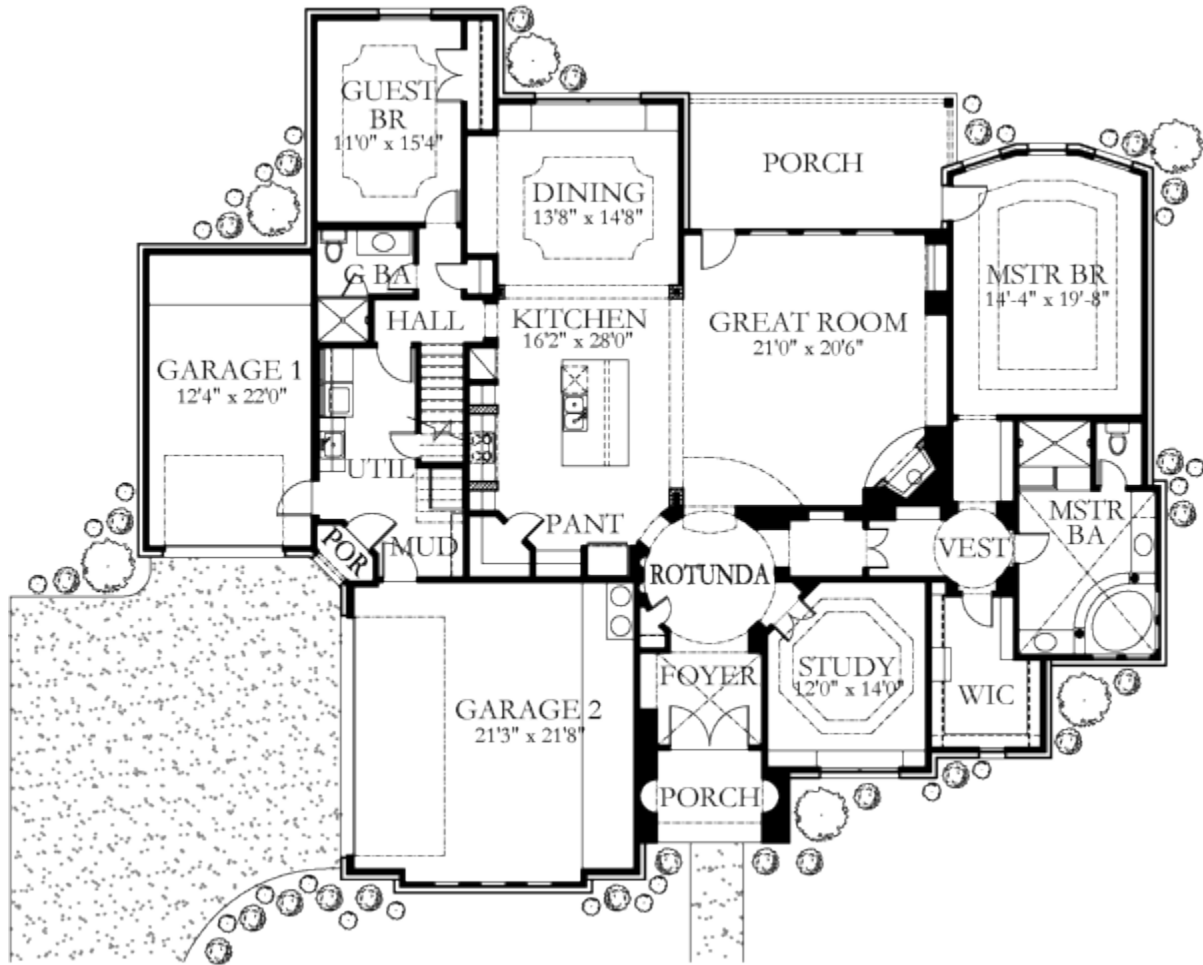 GUEST
BR
11'0" x 15'4"
DINING
13'8" x 14'8"
PORCH
MSTR BR
14'-4" x 19'-8"
G BA
HALL
KITCHEN
16'2" x 28'0"
GREAT ROOM
21'0" x 20'6"
GARAGE 1
12'4" x 22'0"
UTIL
POR
MUD
PANT
ROTUNDA
VEST
MSTR
BA
FOYER
STUDY
12'0" x 14'0"
WIC
GARAGE 2
21'3" x 21'8"
PORCH